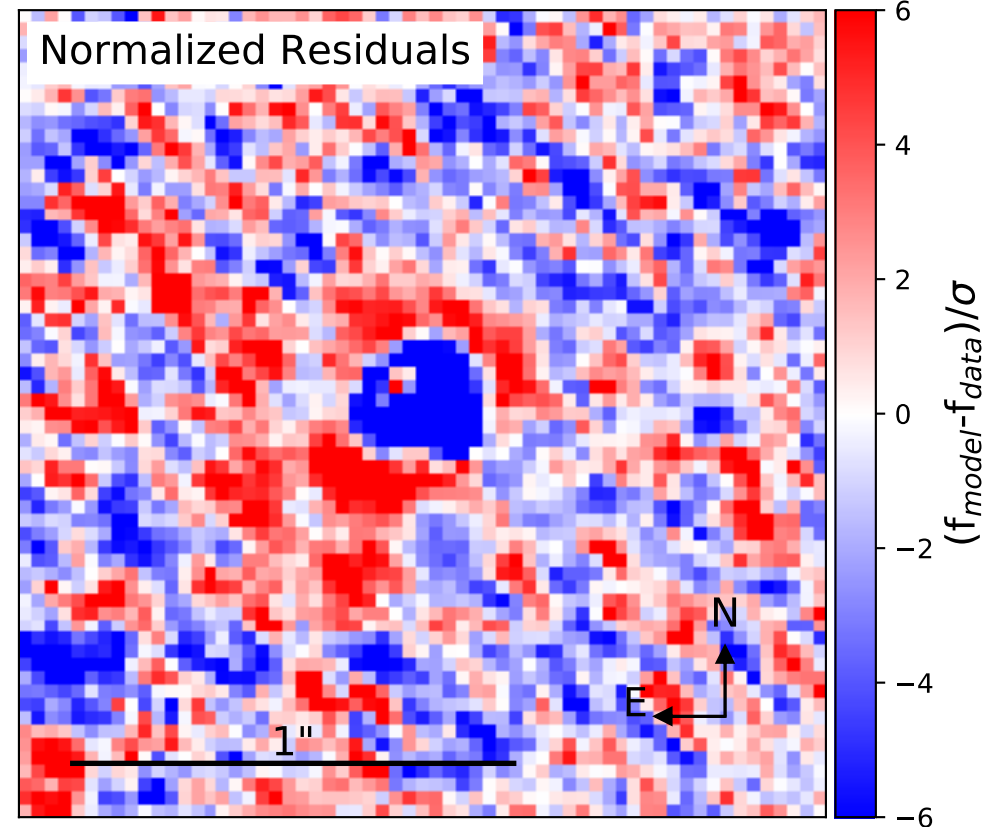 Normalized Residuals
6
4
2
0
−2
−4
−6
(f_model-f_data)/σ
N
E
1"